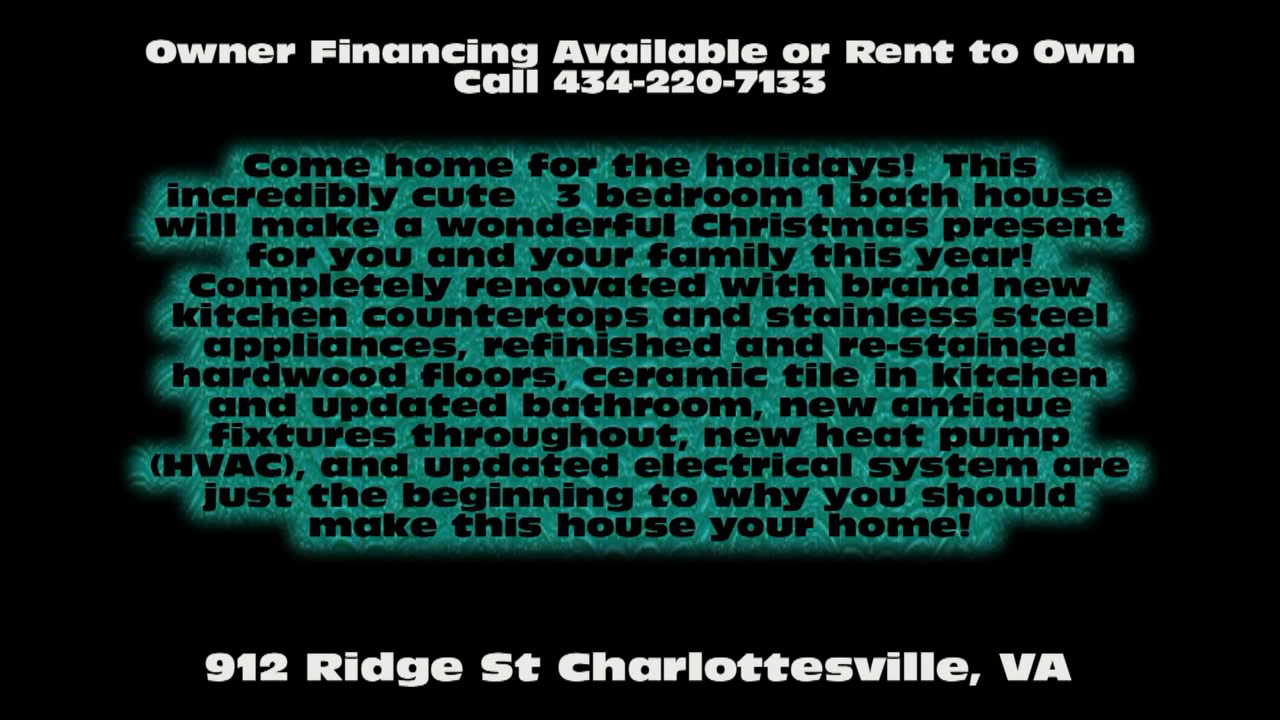 Owner Financing Available or Rent to Own
Call 434-220-7133
Come home for the holidays! This
incredibly cute 3 bedroom 1 bath house
will make a wonderful Christmas present
for you and your family this year!
Completely renovated with brand new
kitchen countertops and stainless steel
appliances, refinished and re-stained
hardwood floors, ceramic tile in kitchen
and updated bathroom, new antique
fixtures throughout, new heat pump
(HVAC), and updated electrical system are
just the beginning to why you should
make this house your home!
912 Ridge St Charlottesville, VA